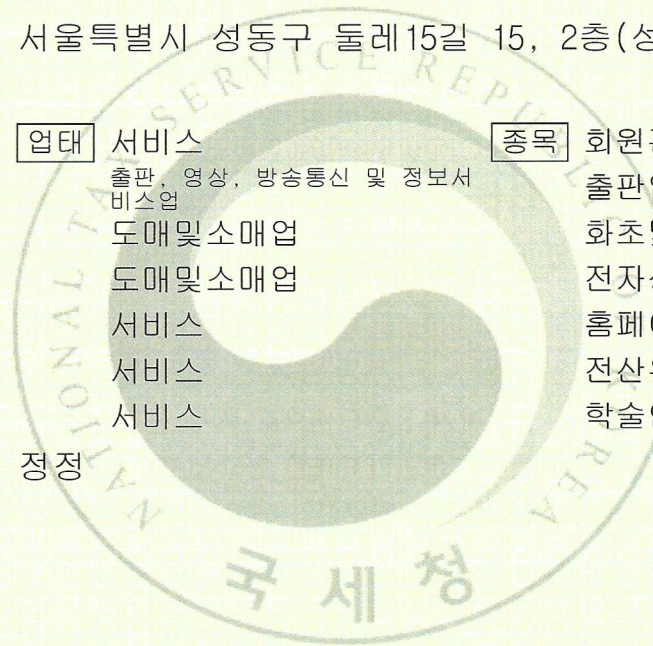 서울특별시 성동구 둘레15길 15, 2층(성
업태 서비스 종목 회원
출판, 영상, 방송통신 및 정보서 출판
비스업
도매및소매업 화초
도매및소매업 전자
서비스 홈페
서비스 전산
서비스 학술
정정
NATIONAL TAX SERVICE REPUBLIC OF KOREA
국세청